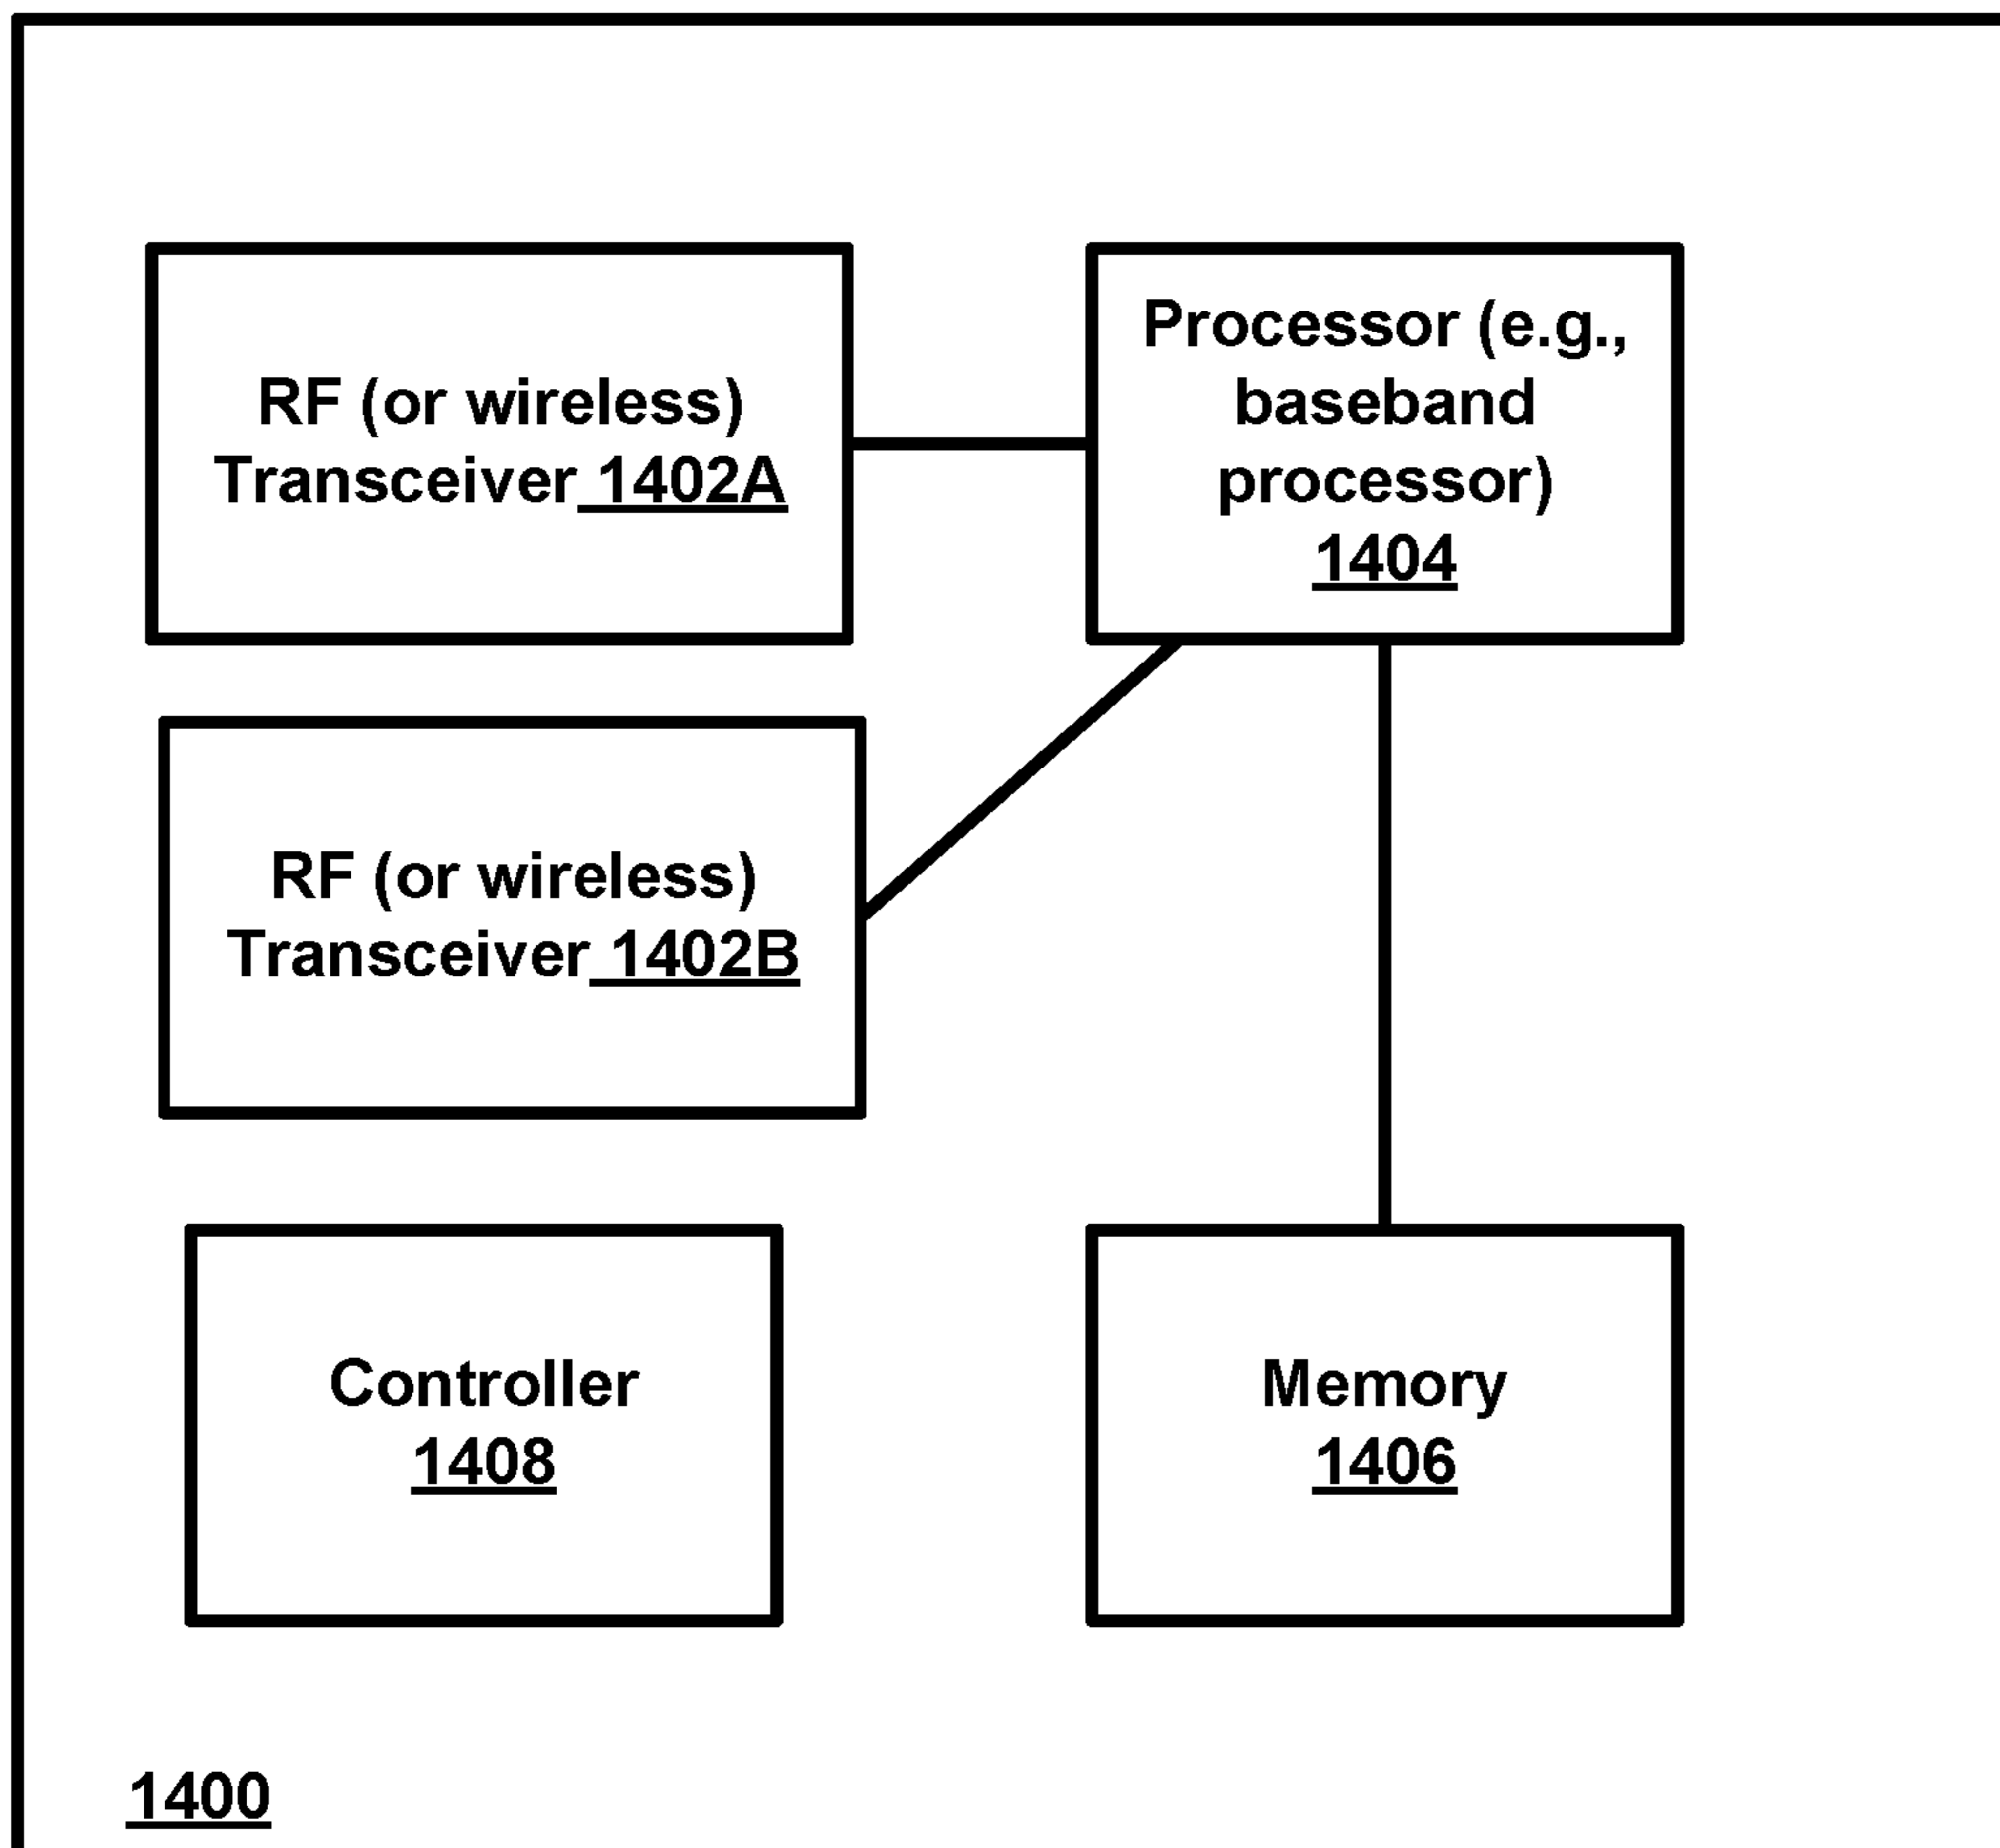 RF (or wireless)
Transceiver 1402A
Processor (e.g.,
baseband
processor)
1404
RF (or wireless)
Transceiver 1402B
Controller
1408
Memory
1406
1400